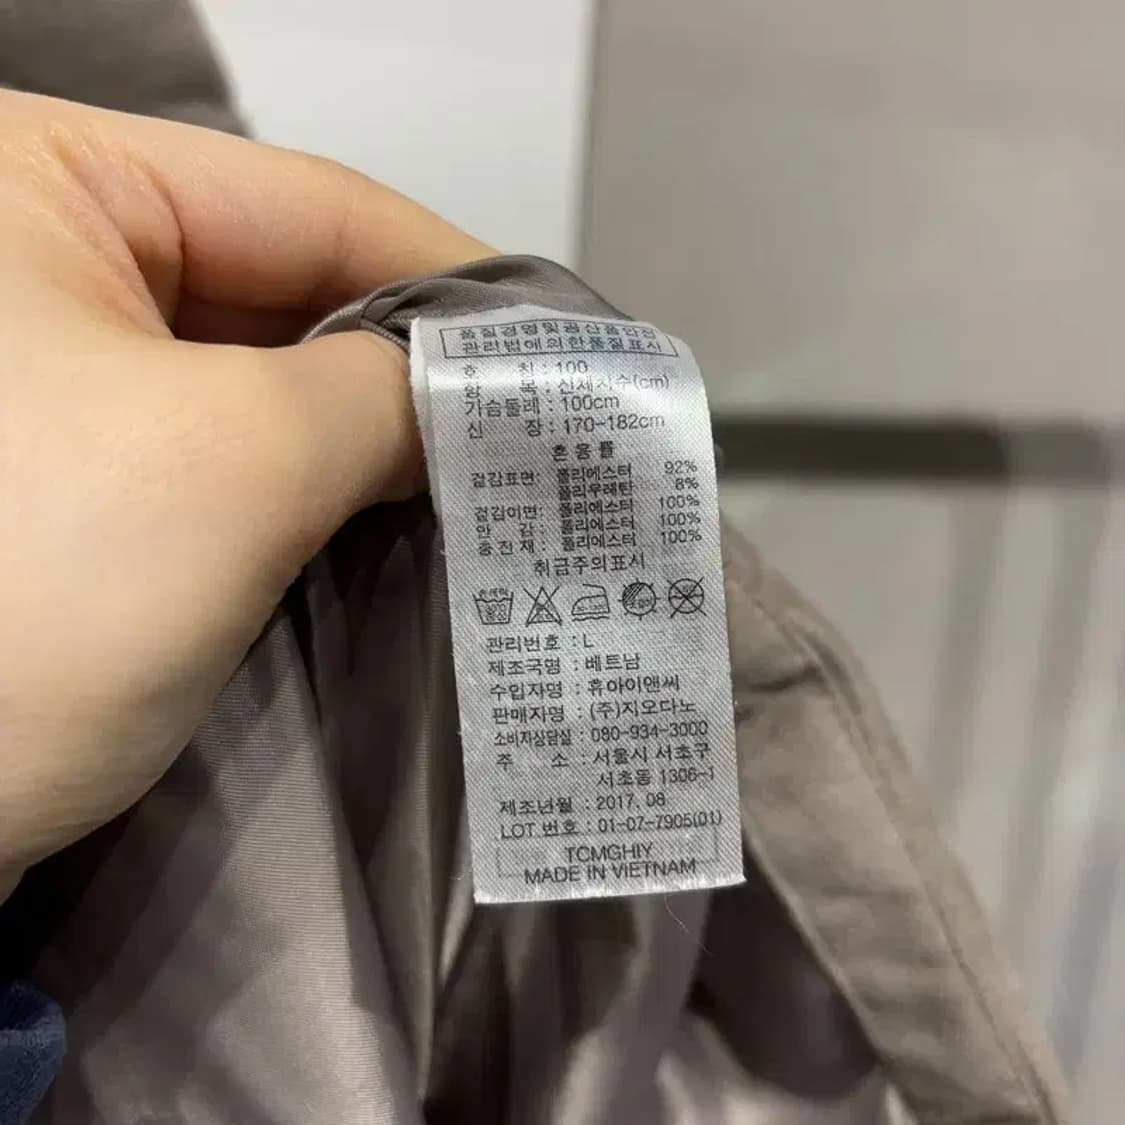 품질경영및공산품안전
관리법에의한품질표시
호 칭 : 100
항 목 : 신체치수(cm)
가슴둘레 : 100cm
신 장 : 170-182cm
혼용률
겉감표면: 폴리에스터 92%
폴리우레탄 8%
겉감이면: 폴리에스터 100%
안 감 : 폴리에스터 100%
충전재 : 폴리에스터 100%
취급주의표시
관리번호 : L
제조국명 : 베트남
수입자명 : 휴아이앤씨
판매자명 : (주)지오다노
소비자상담실 : 080-934-3000
주 소 : 서울시 서초구
서초동 1306-1
제조년월 : 2017. 08
LOT 번호 : 01-07-7905(01)
TCMGHIY
MADE IN VIETNAM